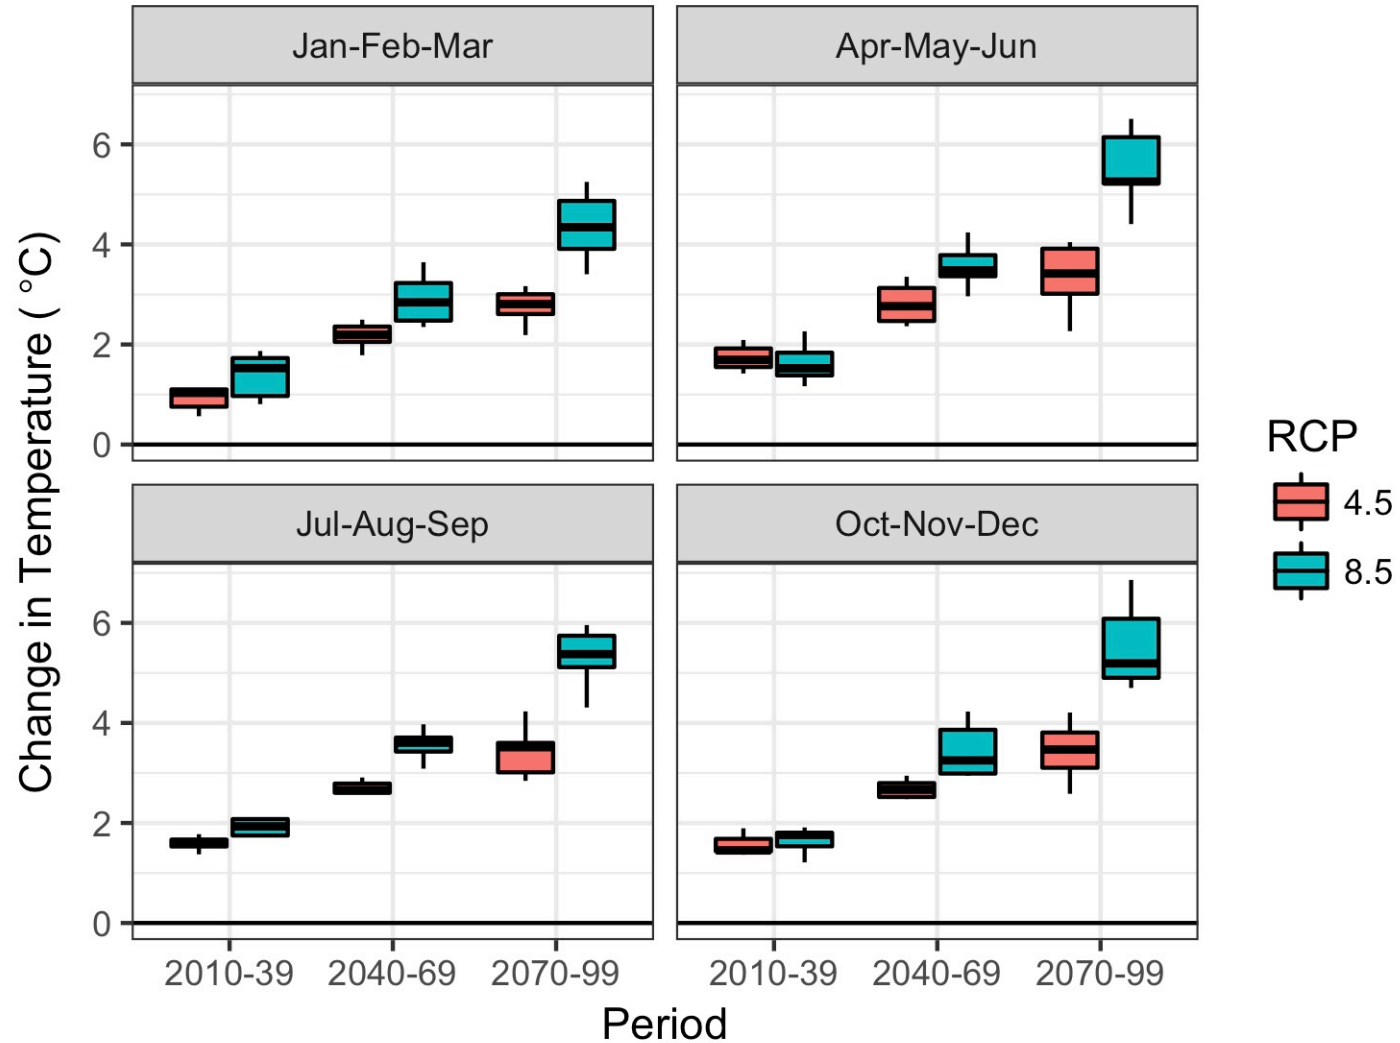 Jan-Feb-Mar
Apr-May-Jun
6
4
2
0
Jul-Aug-Sep
Oct-Nov-Dec
6
4
2
0
2010-39 2040-69 2070-99
2010-39 2040-69 2070-99
Period
Change in Temperature ( °C)
RCP
4.5
8.5